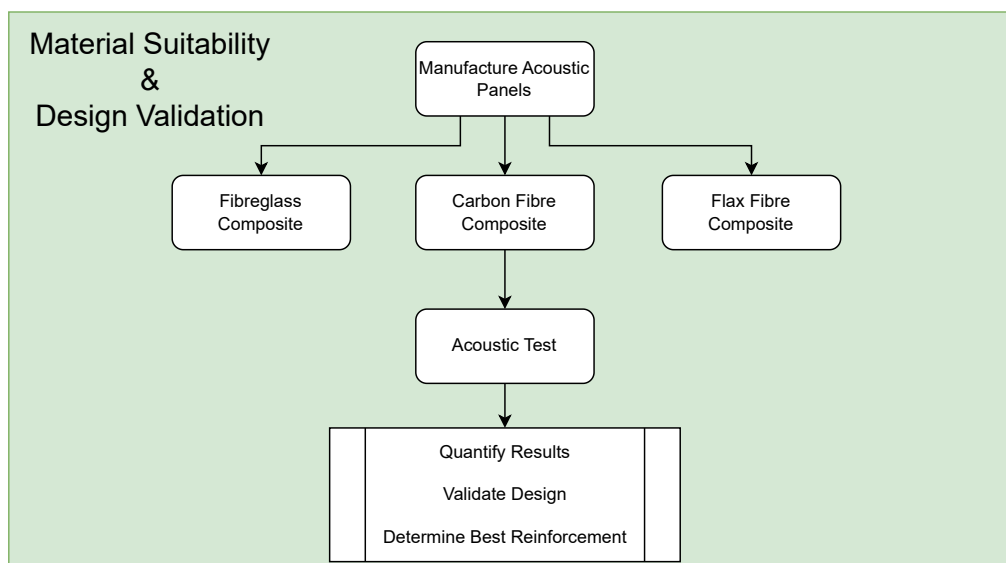 Material Suitability
&
Design Validation
Manufacture Acoustic
Panels
Fibreglass
Composite
Carbon Fibre
Composite
Flax Fibre
Composite
Acoustic Test
Quantify Results
Validate Design
Determine Best Reinforcement